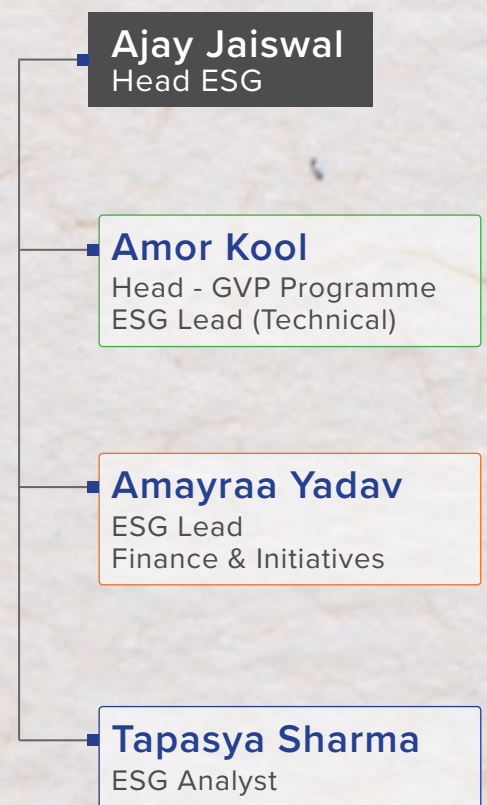 Ajay Jaiswal
Head ESG
Amor Kool
Head - GVP Programme
ESG Lead (Technical)
Amayraa Yadav
ESG Lead
Finance & Initiatives
Tapasya Sharma
ESG Analyst